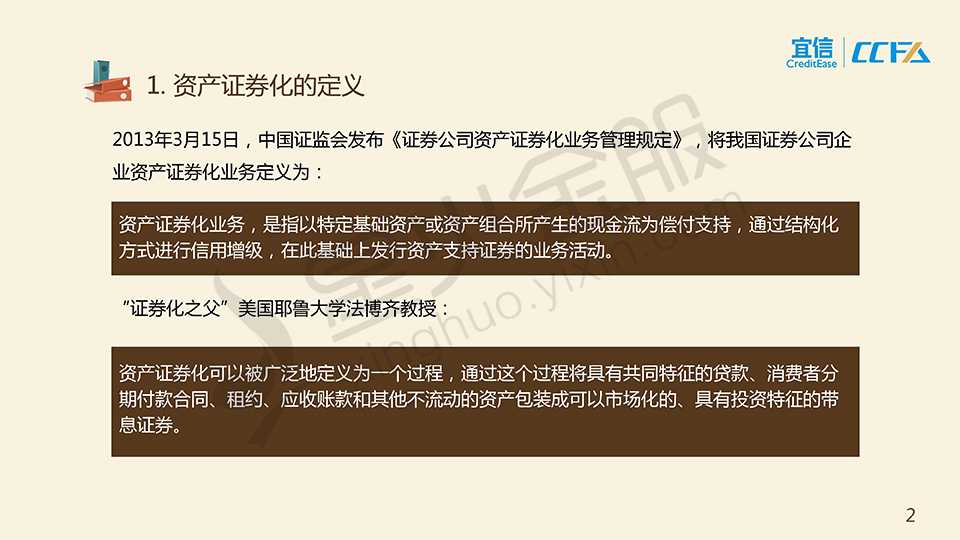 宜信
CreditEase
CCFA
1. 资产证券化的定义
2013年3月15日，中国证监会发布《证券公司资产证券化业务管理规定》，将我国证券公司企
业资产证券化业务定义为：
资产证券化业务，是指以特定基础资产或资产组合所产生的现金流为偿付支持，通过结构化
方式进行信用增级，在此基础上发行资产支持证券的业务活动。
”证券化之父”美国耶鲁大学法博齐教授：
资产证券化可以被广泛地定义为一个过程，通过这个过程将具有共同特征的贷款、消费者分
期付款合同、租约、应收账款和其他不流动的资产包装成可以市场化的、具有投资特征的带
息证券。
星火金服
xinghuo.yixin.com
2